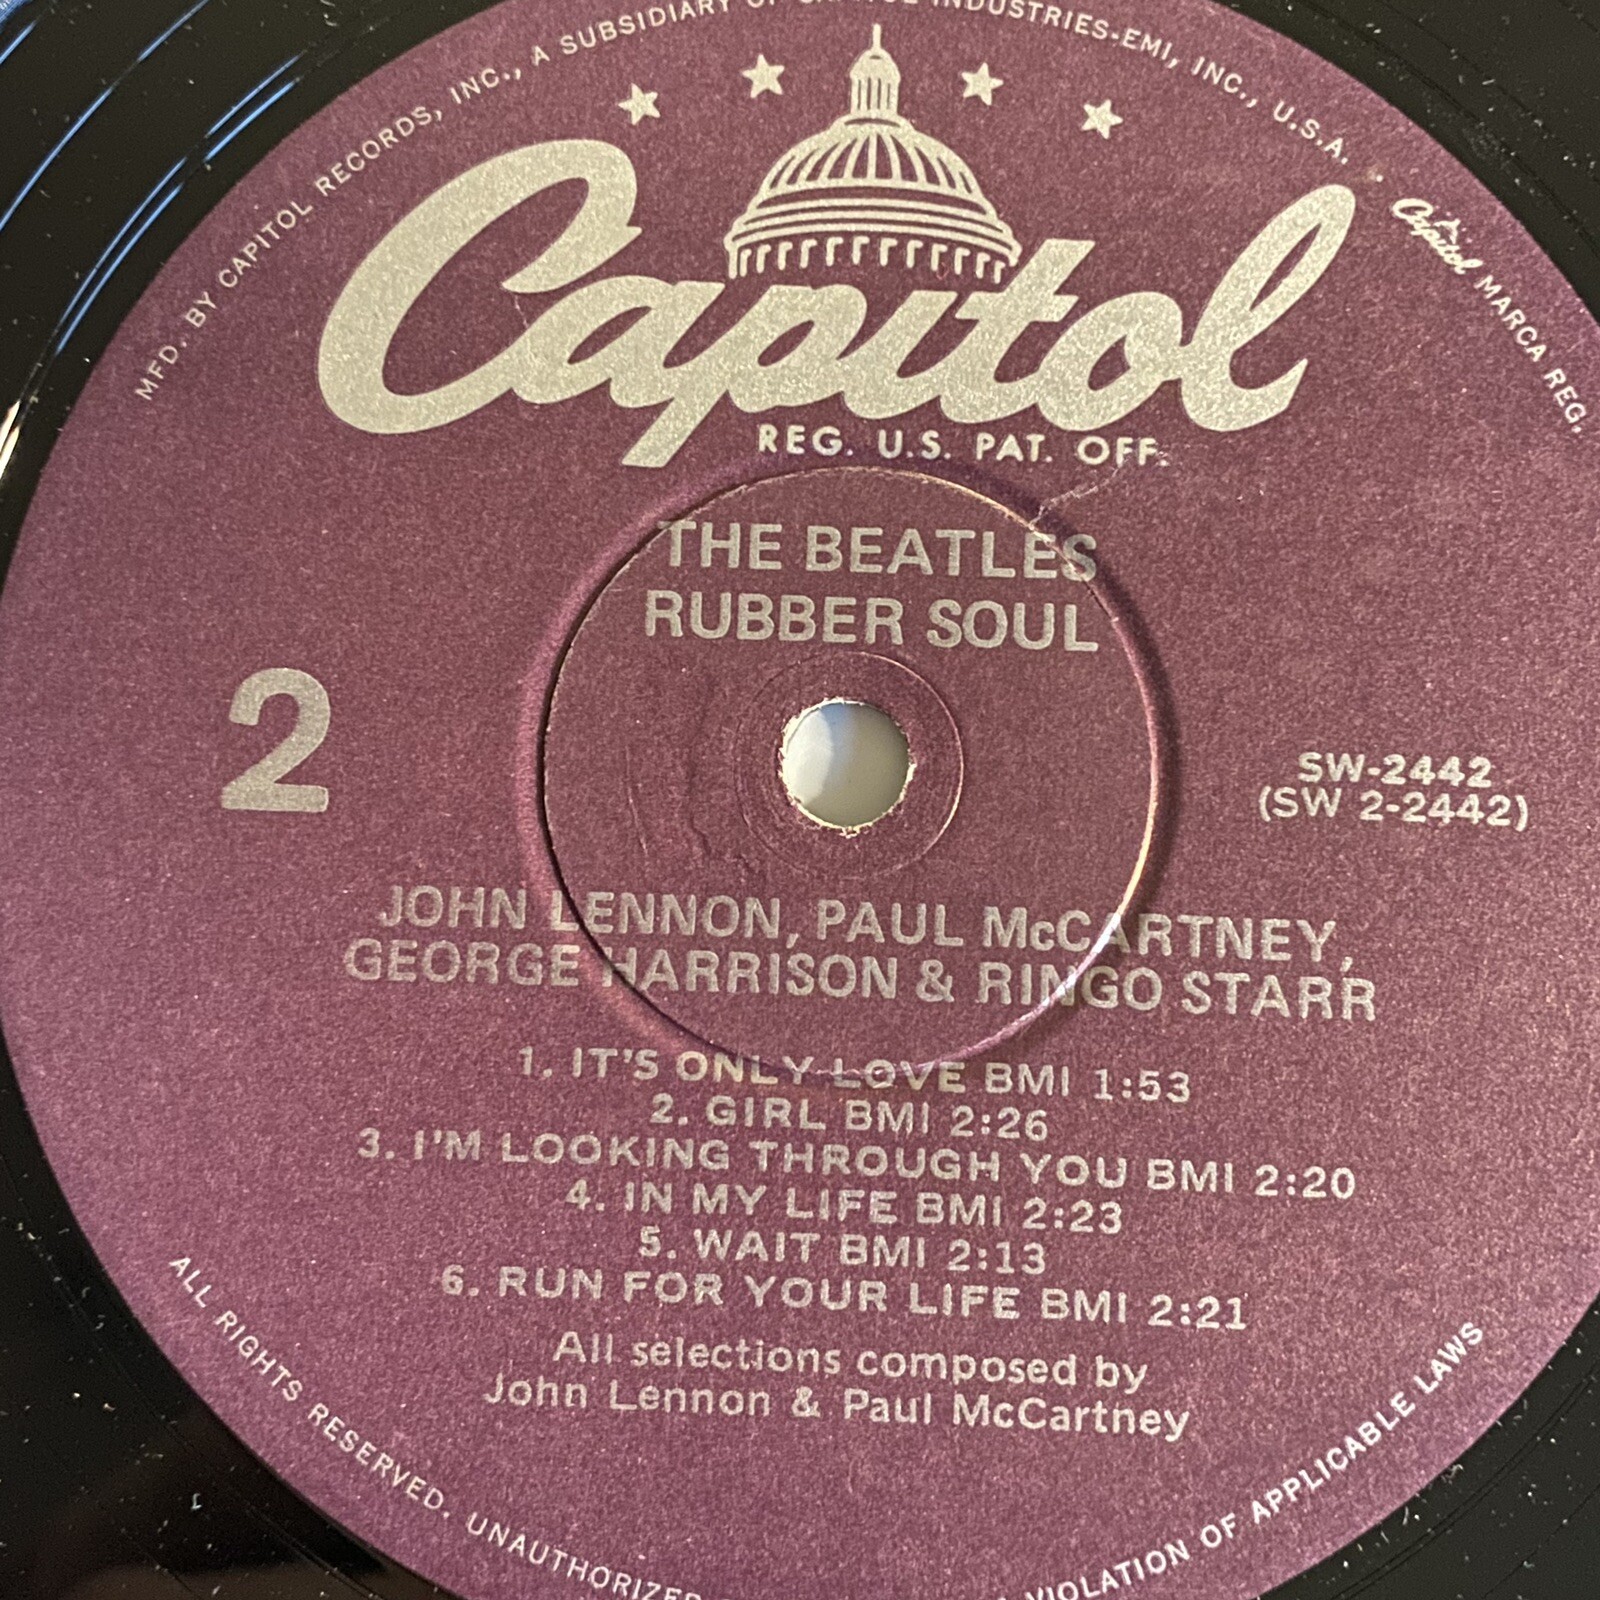 MFD. BY CAPITOL RECORDS, INC., A SUBSIDIARY OF CAPITOL INDUSTRIES-EMI, INC., U.S.A. Capitol MARCA REG.
Capitol
REG. U.S. PAT. OFF.
THE BEATLES
RUBBER SOUL
2
SW-2442
(SW 2-2442)
JOHN LENNON, PAUL McCARTNEY,
GEORGE HARRISON & RINGO STARR
1. IT'S ONLY LOVE BMI 1:53
2. GIRL BMI 2:26
3. I'M LOOKING THROUGH YOU BMI 2:20
4. IN MY LIFE BMI 2:23
5. WAIT BMI 2:13
6. RUN FOR YOUR LIFE BMI 2:21
All selections composed by
John Lennon & Paul McCartney
ALL RIGHTS RESERVED. UNAUTHORIZED VIOLATION OF APPLICABLE LAWS